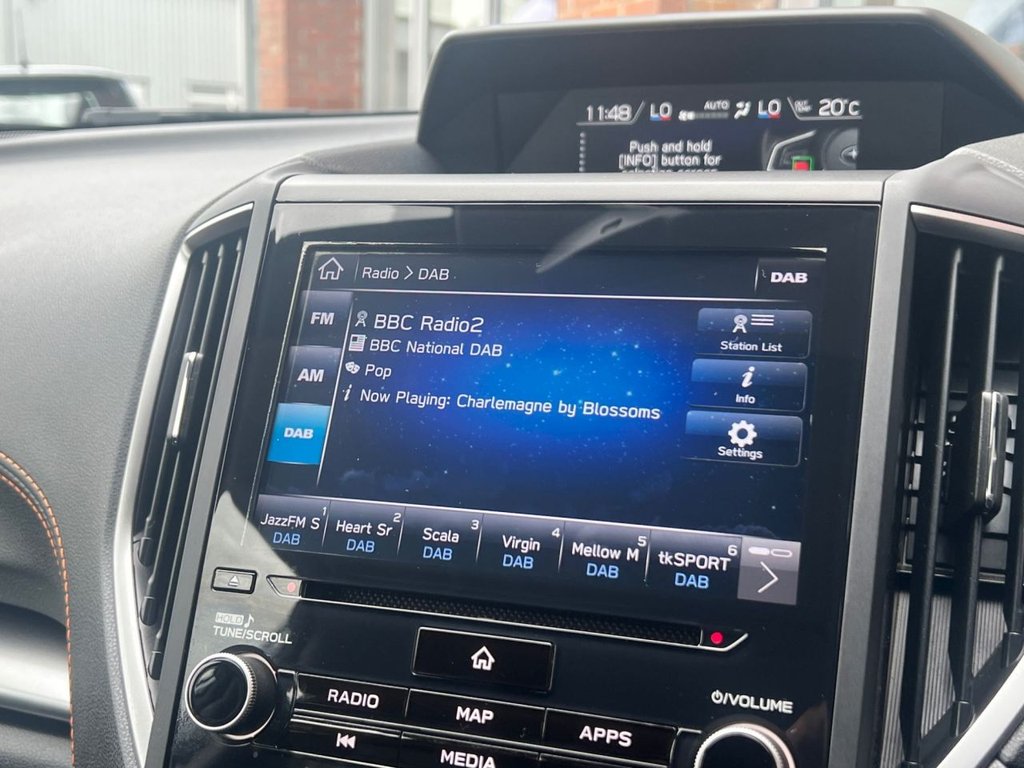 11:48 LO AUTO LO OUT TEMP 20°C
Push and hold
[INFO] button for
Radio > DAB
DAB
FM
AM
DAB
BBC Radio2
BBC National DAB
Pop
Now Playing: Charlemagne by Blossoms
Station List
Info
Settings
JazzFM S 1
DAB
Heart Sr 2
DAB
Scala 3
DAB
Virgin 4
DAB
Mellow M 5
DAB
tkSPORT 6
DAB
HOLD
TUNE/SCROLL
RADIO
MAP
APPS
MEDIA
/VOLUME